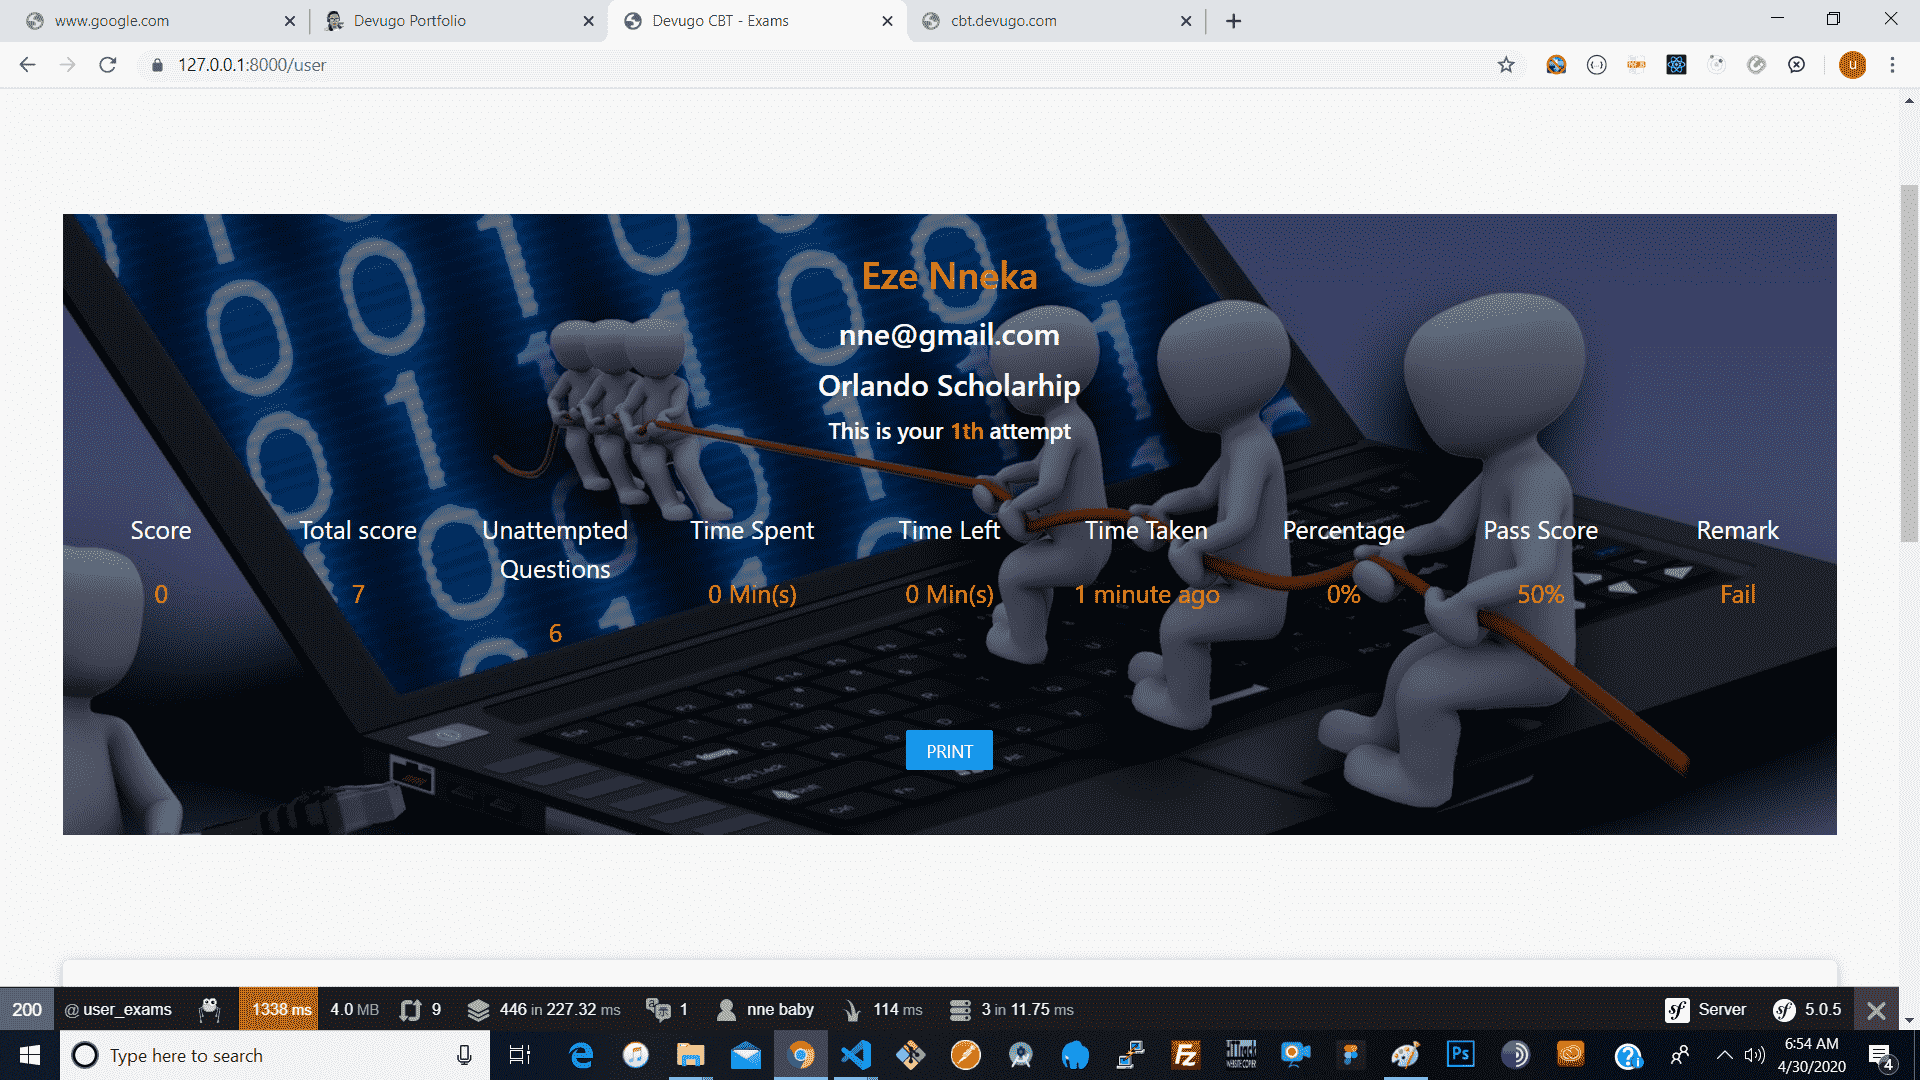 www.google.com
Devugo Portfolio
Devugo CBT - Exams
cbt.devugo.com
127.0.0.1:8000/user
u
Eze Nneka
nne@gmail.com
Orlando Scholarhip
This is your 1th attempt
Score
Total score
Unattempted
Questions
Time Spent
Time Left
Time Taken
Percentage
Pass Score
Remark
0
7
6
0 Min(s)
0 Min(s)
1 minute ago
0%
50%
Fail
PRINT
200
@ user_exams
1338 ms
4.0 MB
9
446 in 227.32 ms
1
nne baby
114 ms
3 in 11.75 ms
Server
5.0.5
Type here to search
Fz
Ps
6:54 AM
4/30/2020
4